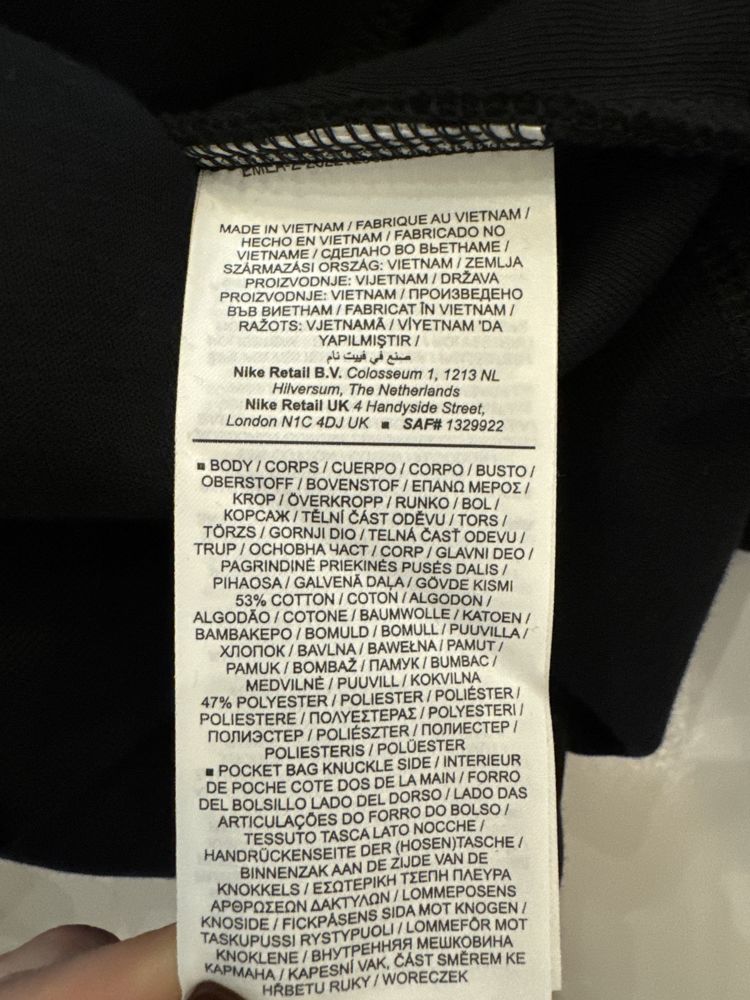 MADE IN VIETNAM / FABRIQUE AU VIETNAM /
HECHO EN VIETNAM / FABRICADO NO
VIETNAME / СДЕЛАНО ВО ВЬЕТНАМЕ /
SZÁRMAZÁSI ORSZÁG: VIETNAM / ZEMLJA
PROIZVODNJE: VIJETNAM / DRŽAVA
PROIZVODNJE: VIETNAM / ПРОИЗВЕДЕНО
ВЪВ ВИЕТНАМ / FABRICAT ÎN VIETNAM /
RAŽOTS: VJETNAMĀ / VİYETNAM 'DA
YAPILMIŞTIR /
صنع في فييت نام
Nike Retail B.V. Colosseum 1, 1213 NL
Hilversum, The Netherlands
Nike Retail UK 4 Handyside Street,
London N1C 4DJ UK ■ SAF# 1329922
■ BODY / CORPS / CUERPO / CORPO / BUSTO /
OBERSTOFF / BOVENSTOF / ΕΠΑΝΩ ΜΕΡΟΣ /
KROP / ÖVERKROPP / RUNKO / BOL /
КОРСАЖ / TĚLNÍ ČÁST ODĚVU / TORS /
TÖRZS / GORNJI DIO / TELNÁ ČASŤ ODEVU /
TRUP / ОСНОВНА ЧАСТ / CORP / GLAVNI DEO /
PAGRINDINĖ PRIEKINĖS PUSĖS DALIS /
PIHAOSA / GALVENĀ DAĻA / GÖVDE KISMI
53% COTTON / COTON / ALGODON /
ALGODÃO / COTONE / BAUMWOLLE / KATOEN /
ΒΑΜΒΑΚΕΡΟ / BOMULD / BOMULL / PUUVILLA /
ХЛОПОК / BAVLNA / BAWEŁNA / PAMUT /
PAMUK / BOMBAŽ / ПАМУК / BUMBAC /
MEDVILNĖ / PUUVILL / KOKVILNA
47% POLYESTER / POLIESTER / POLIÉSTER /
POLIESTERE / ΠΟΛΥΕΣΤΕΡΑΣ / POLYESTERI /
ПОЛИЭСТЕР / POLIÉSZTER / ПОЛИЕСТЕР /
POLIESTERIS / POLÜESTER
■ POCKET BAG KNUCKLE SIDE / INTERIEUR
DE POCHE COTE DOS DE LA MAIN / FORRO
DEL BOLSILLO LADO DEL DORSO / LADO DAS
ARTICULAÇÕES DO FORRO DO BOLSO /
TESSUTO TASCA LATO NOCCHE /
HANDRÜCKENSEITE DER (HOSEN)TASCHE /
BINNENZAK AAN DE ZIJDE VAN DE
KNOKKELS / ΕΣΩΤΕΡΙΚΗ ΤΣΕΠΗ ΠΛΕΥΡΑ
ΑΡΘΡΩΣΕΩΝ ΔΑΚΤΥΛΩΝ / LOMMEPOSENS
KNOSIDE / FICKPÅSENS SIDA MOT KNOGEN /
TASKUPUSSI RYSTYPUOLI / LOMMEFÔR MOT
KNOKLENE / ВНУТРЕННЯЯ МЕШКОВИНА
КАРМАНА / KAPESNÍ VAK, ČÁST SMĚREM KE
HŘBETU RUKY / WORECZEK